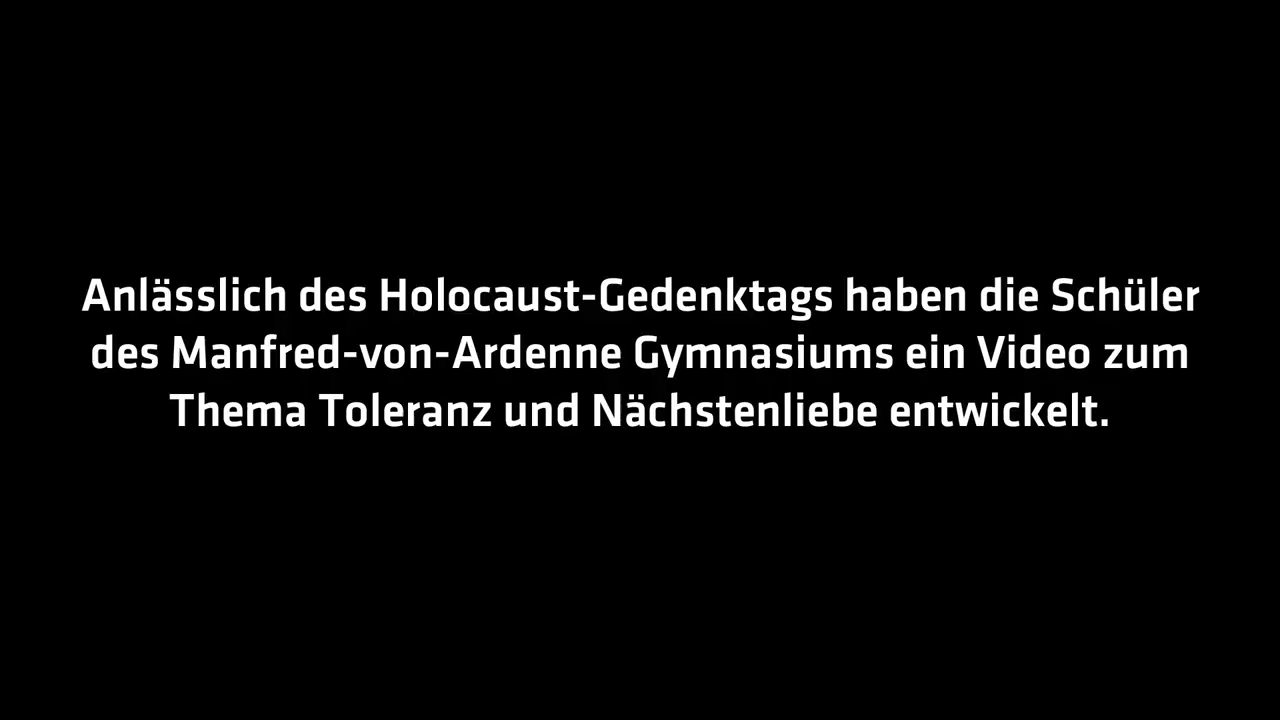 Anlässlich des Holocaust-Gedenktags haben die Schüler
des Manfred-von-Ardenne Gymnasiums ein Video zum
Thema Toleranz und Nächstenliebe entwickelt.